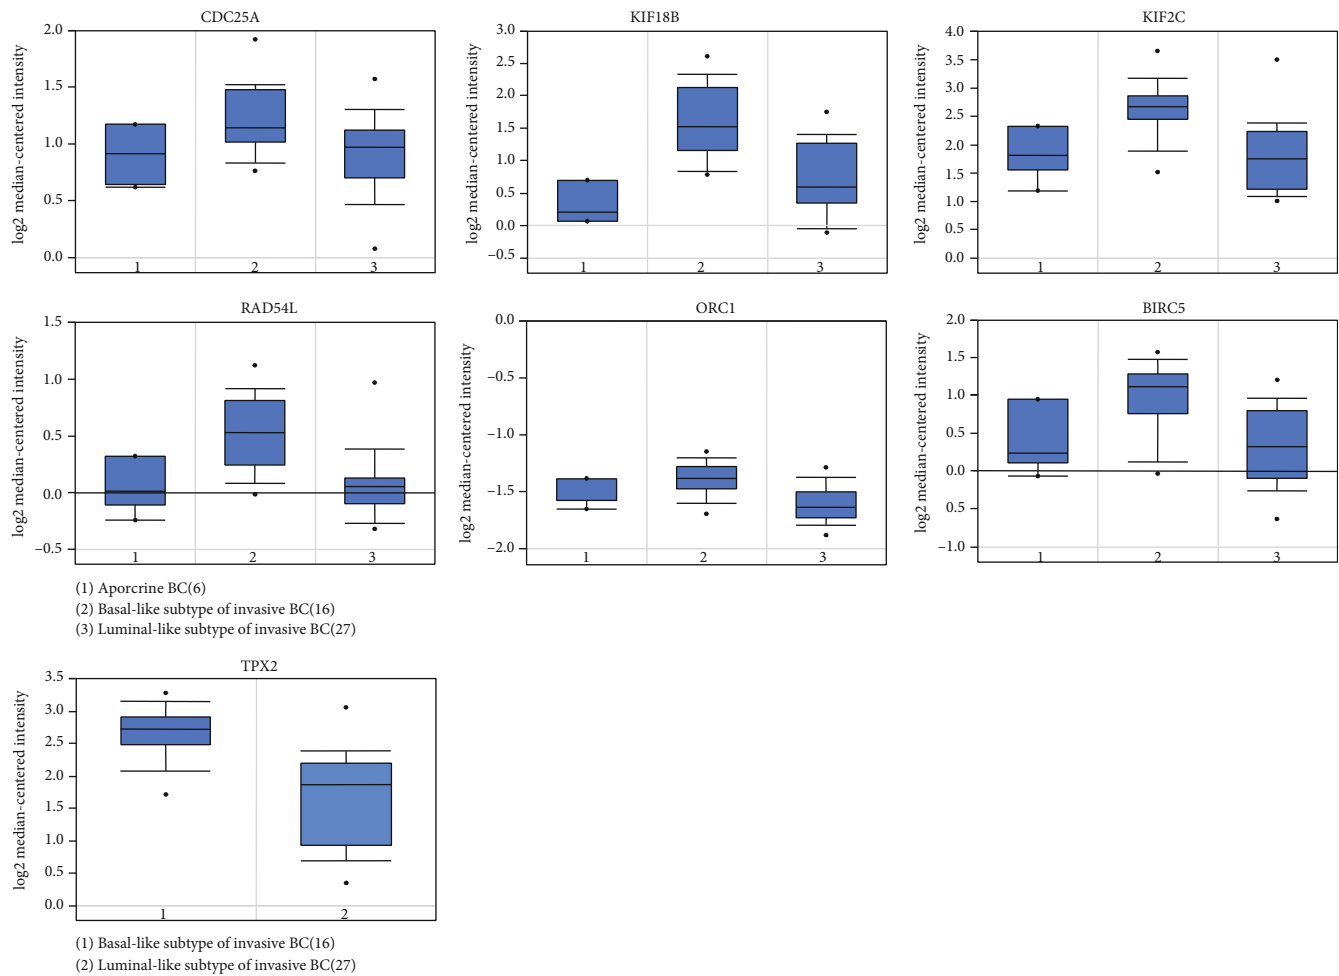 CDC25A
log2 median-centered intensity
2.0
1.5
1.0
0.5
0.0
1 2 3
KIF18B
log2 median-centered intensity
3.0
2.5
2.0
1.5
1.0
0.5
0.0
−0.5
1 2 3
KIF2C
log2 median-centered intensity
4.0
3.5
3.0
2.5
2.0
1.5
1.0
0.5
0.0
1 2 3
RAD54L
log2 median-centered intensity
1.5
1.0
0.5
0.0
−0.5
1 2 3
ORC1
log2 median-centered intensity
0.0
−0.5
−1.0
−1.5
−2.0
1 2 3
BIRC5
log2 median-centered intensity
2.0
1.5
1.0
0.5
0.0
0.5
−1.0
1 2 3
(1) Aporcrine BC(6)
(2) Basal-like subtype of invasive BC(16)
(3) Luminal-like subtype of invasive BC(27)
TPX2
log2 median-centered intensity
3.5
3.0
2.5
2.0
1.5
1.0
0.5
0.0
1 2
(1) Basal-like subtype of invasive BC(16)
(2) Luminal-like subtype of invasive BC(27)